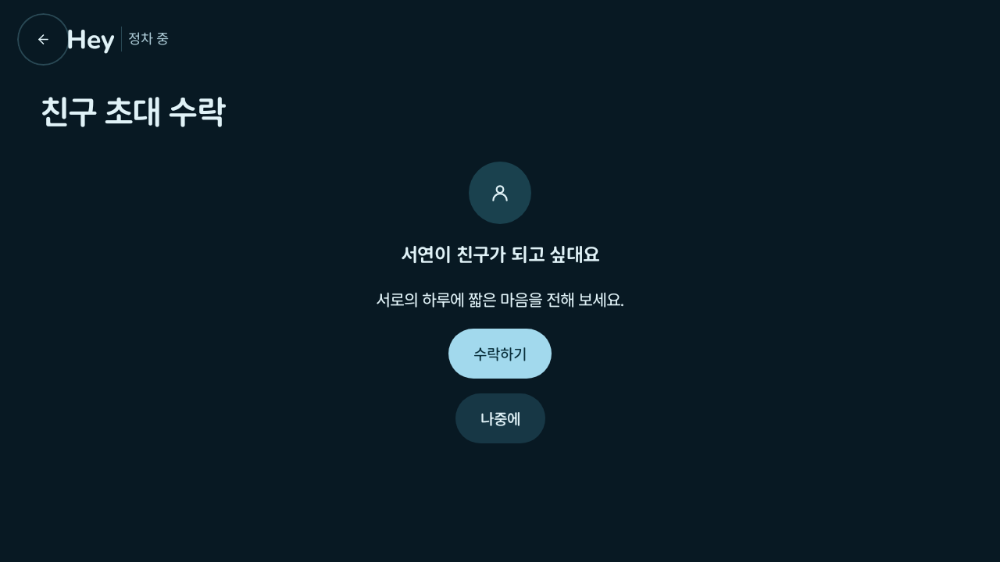 Hey 정차 중
친구 초대 수락
서연이 친구가 되고 싶대요
서로의 하루에 짧은 마음을 전해 보세요.
수락하기
나중에